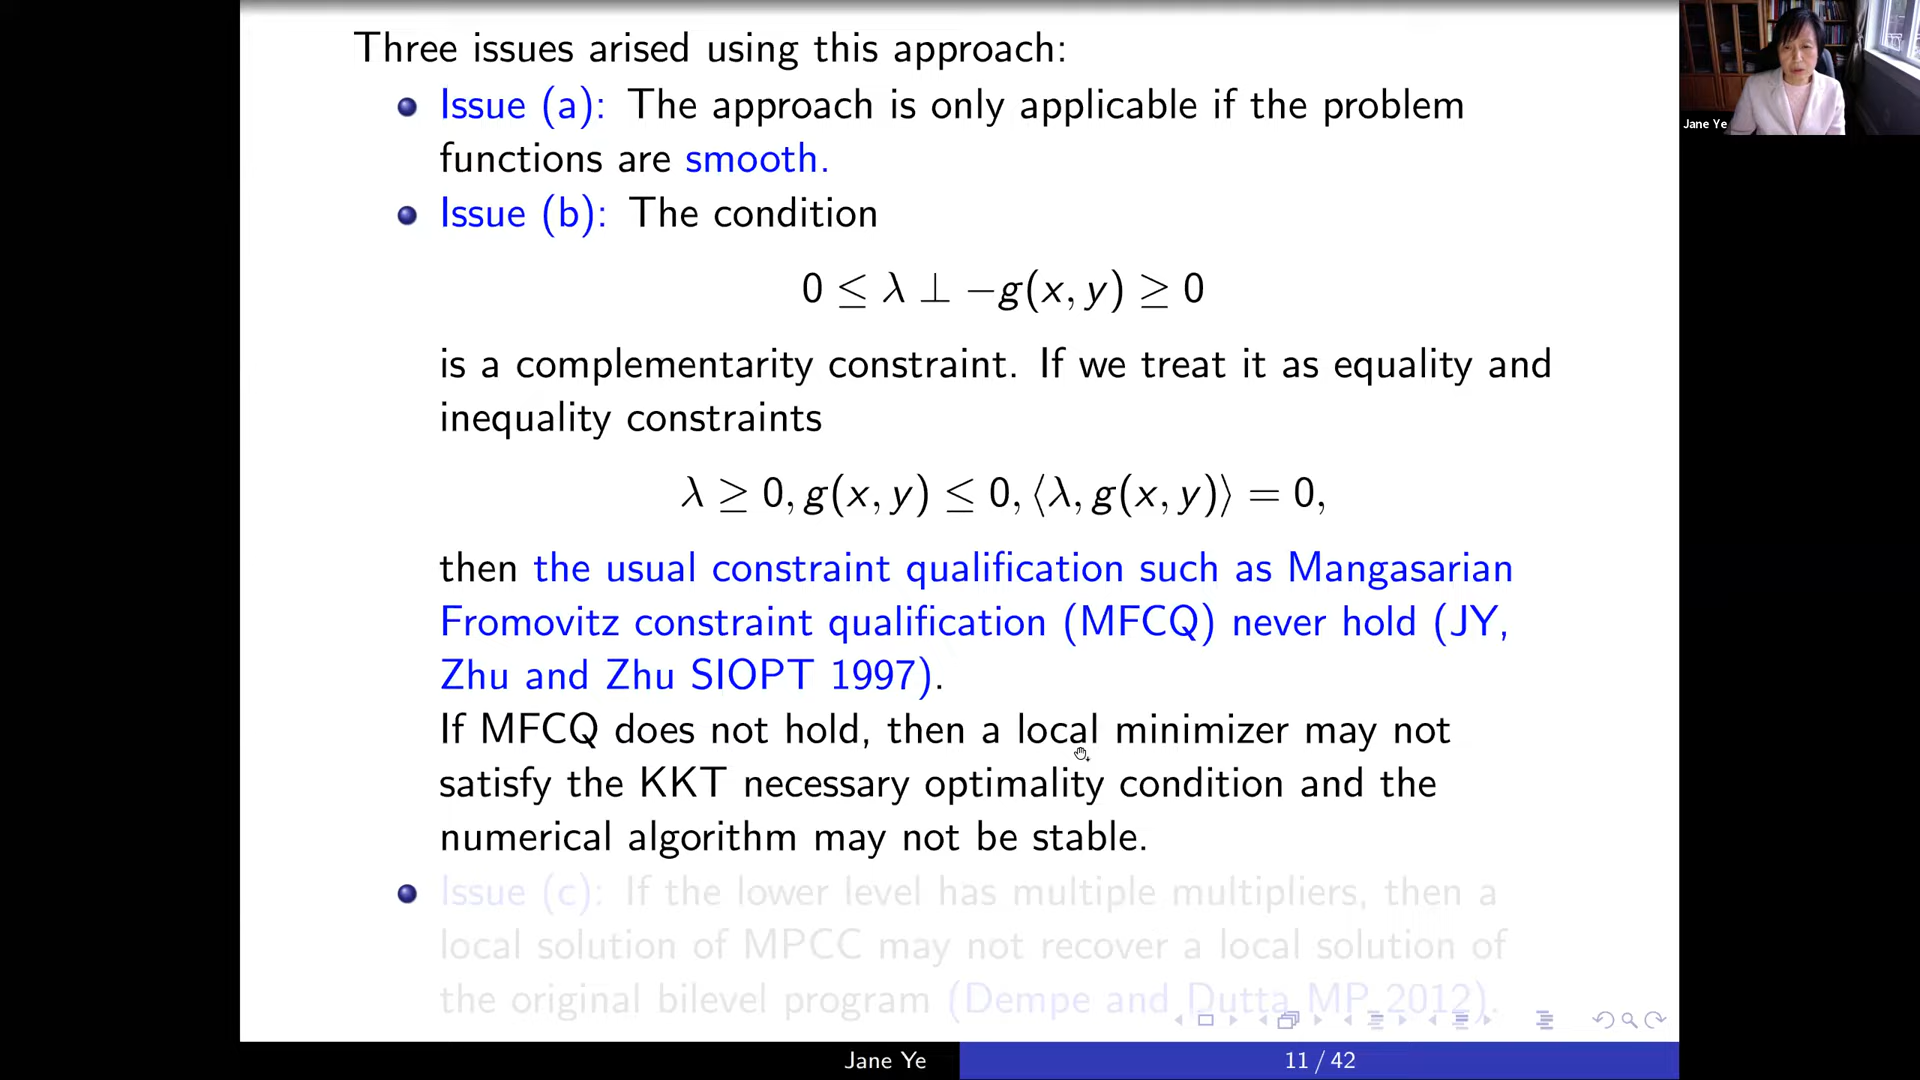 Three issues arised using this approach:
Issue (a): The approach is only applicable if the problem
functions are smooth.
Issue (b): The condition
0 ≤ λ ⊥ −g(x, y) ≥ 0
is a complementarity constraint. If we treat it as equality and
inequality constraints
λ ≥ 0, g(x, y) ≤ 0, ⟨λ, g(x, y)⟩ = 0,
then the usual constraint qualification such as Mangasarian
Fromovitz constraint qualification (MFCQ) never hold (JY,
Zhu and Zhu SIOPT 1997).
If MFCQ does not hold, then a local minimizer may not
satisfy the KKT necessary optimality condition and the
numerical algorithm may not be stable.
Issue (c): If the lower level has multiple multipliers, then a
local solution of MPCC may not recover a local solution of
the original bilevel program (Dempe and Dutta MP 2012).
Jane Ye
11 / 42
Jane Ye